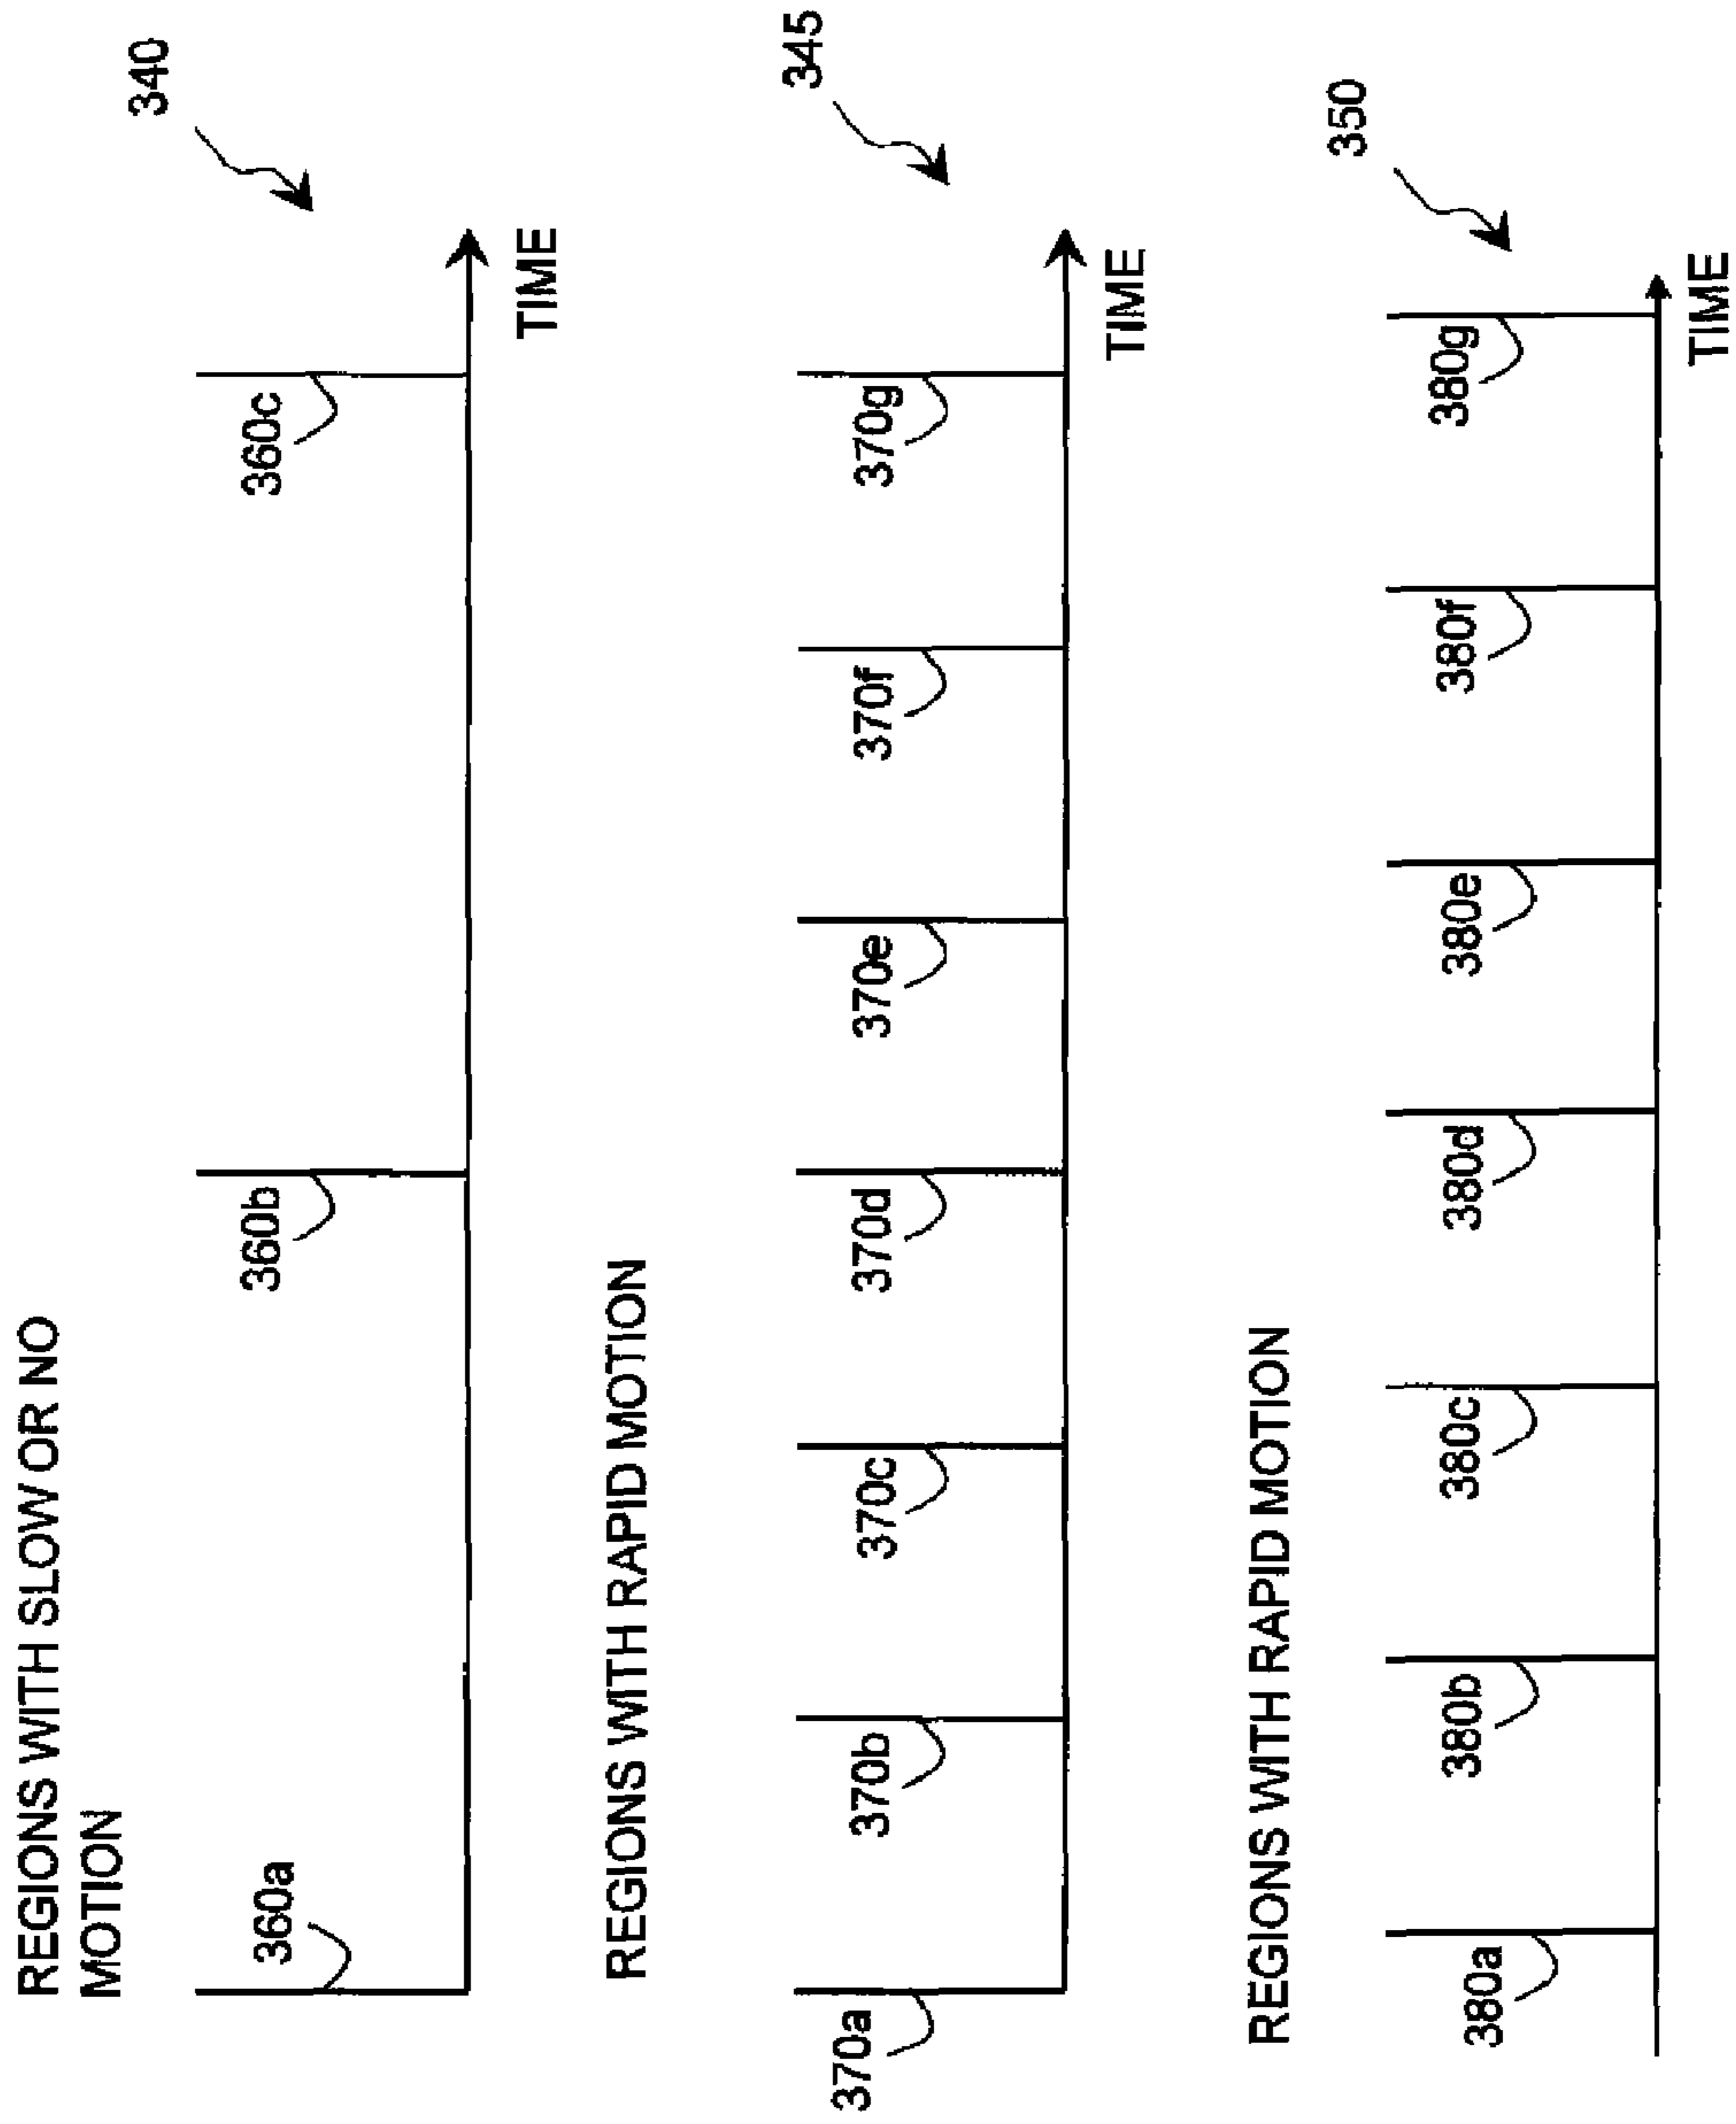 REGIONS WITH SLOW OR NO
MOTION
340
360a
360b
360c
TIME
REGIONS WITH RAPID MOTION
345
370a
370b
370c
370d
370e
370f
370g
TIME
REGIONS WITH RAPID MOTION
350
380a
380b
380c
380d
380e
380f
380g
TIME